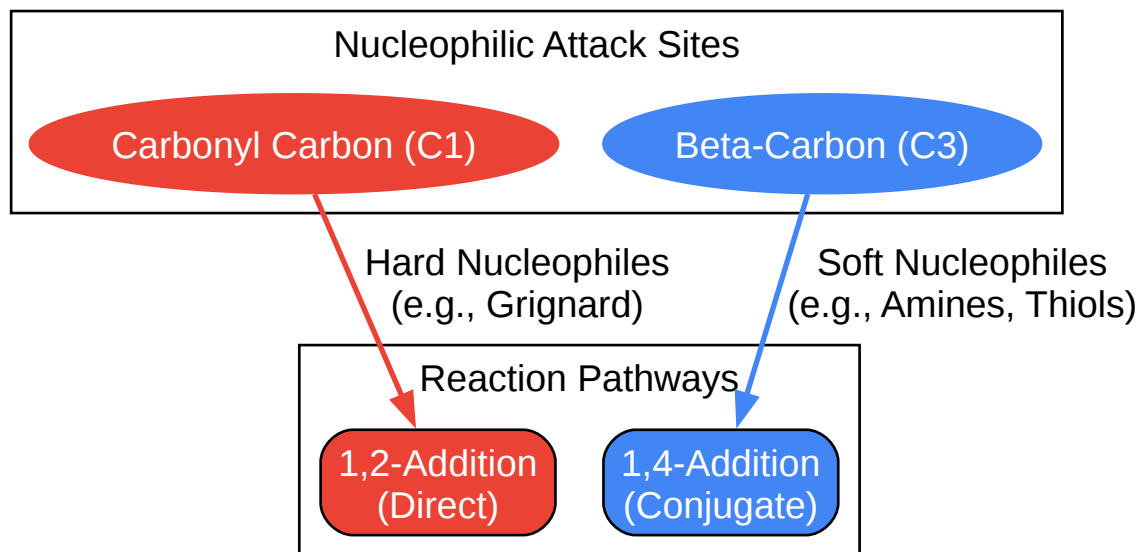 Nucleophilic Attack Sites
Carbonyl Carbon (C1)
Beta-Carbon (C3)
Hard Nucleophiles
(e.g., Grignard)
Soft Nucleophiles
(e.g., Amines, Thiols)
Reaction Pathways
1,2-Addition
(Direct)
1,4-Addition
(Conjugate)